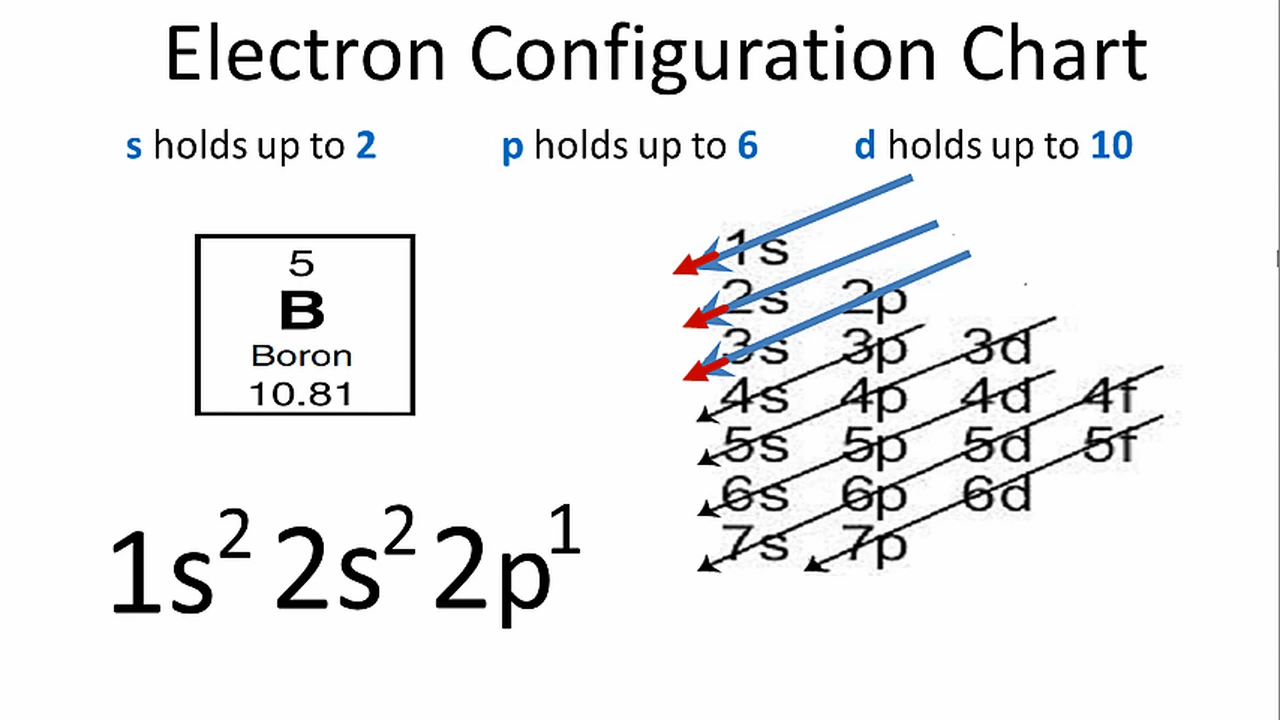 Electron Configuration Chart
s holds up to 2 p holds up to 6 d holds up to 10
5
B
Boron
10.81
1s² 2s² 2p¹
1s
2s 2p
3s 3p 3d
4s 4p 4d 4f
5s 5p 5d 5f
6s 6p 6d
7s 7p